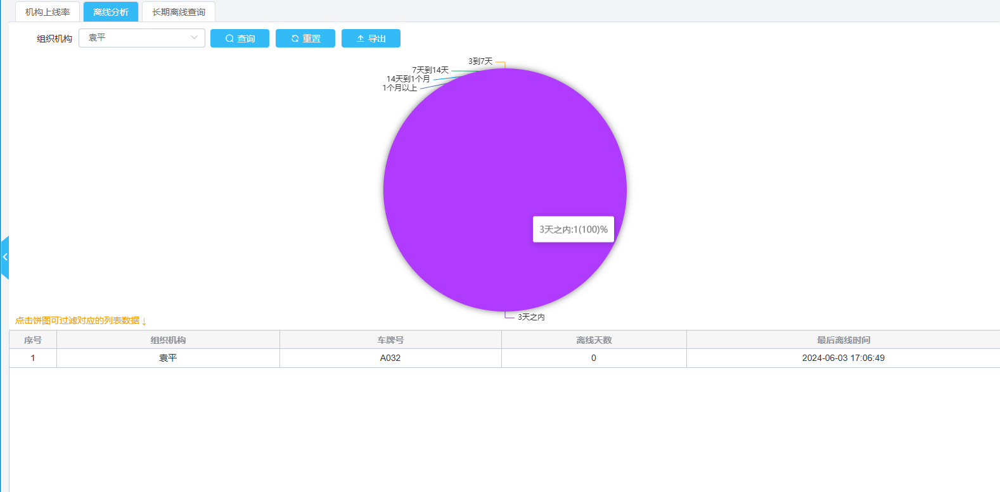 机构上线率 离线分析 长期离线查询
组织机构 袁平 查询 重置 导出
3到7天
7天到14天
14天到1个月
1个月以上
3天之内:1(100)%
3天之内
点击饼图可过滤对应的列表数据↓
序号 组织机构 车牌号 离线天数 最后离线时间
1 袁平 A032 0 2024-06-03 17:06:49